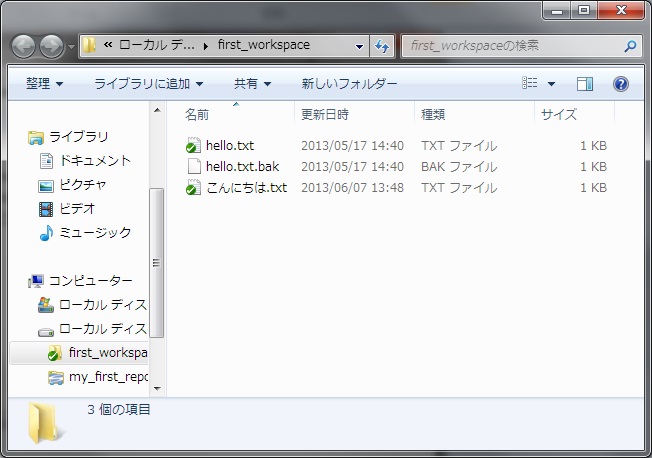 « ローカル デ... ▸ first_workspace
first_workspaceの検索
整理 ライブラリに追加 共有 新しいフォルダー
名前 更新日時 種類 サイズ
hello.txt 2013/05/17 14:40 TXT ファイル 1 KB
hello.txt.bak 2013/05/17 14:40 BAK ファイル 1 KB
こんにちは.txt 2013/06/07 13:48 TXT ファイル 1 KB
ライブラリ
ドキュメント
ピクチャ
ビデオ
ミュージック
コンピューター
ローカル ディス
ローカル ディス
first_workspa
my_first_repo
3 個の項目